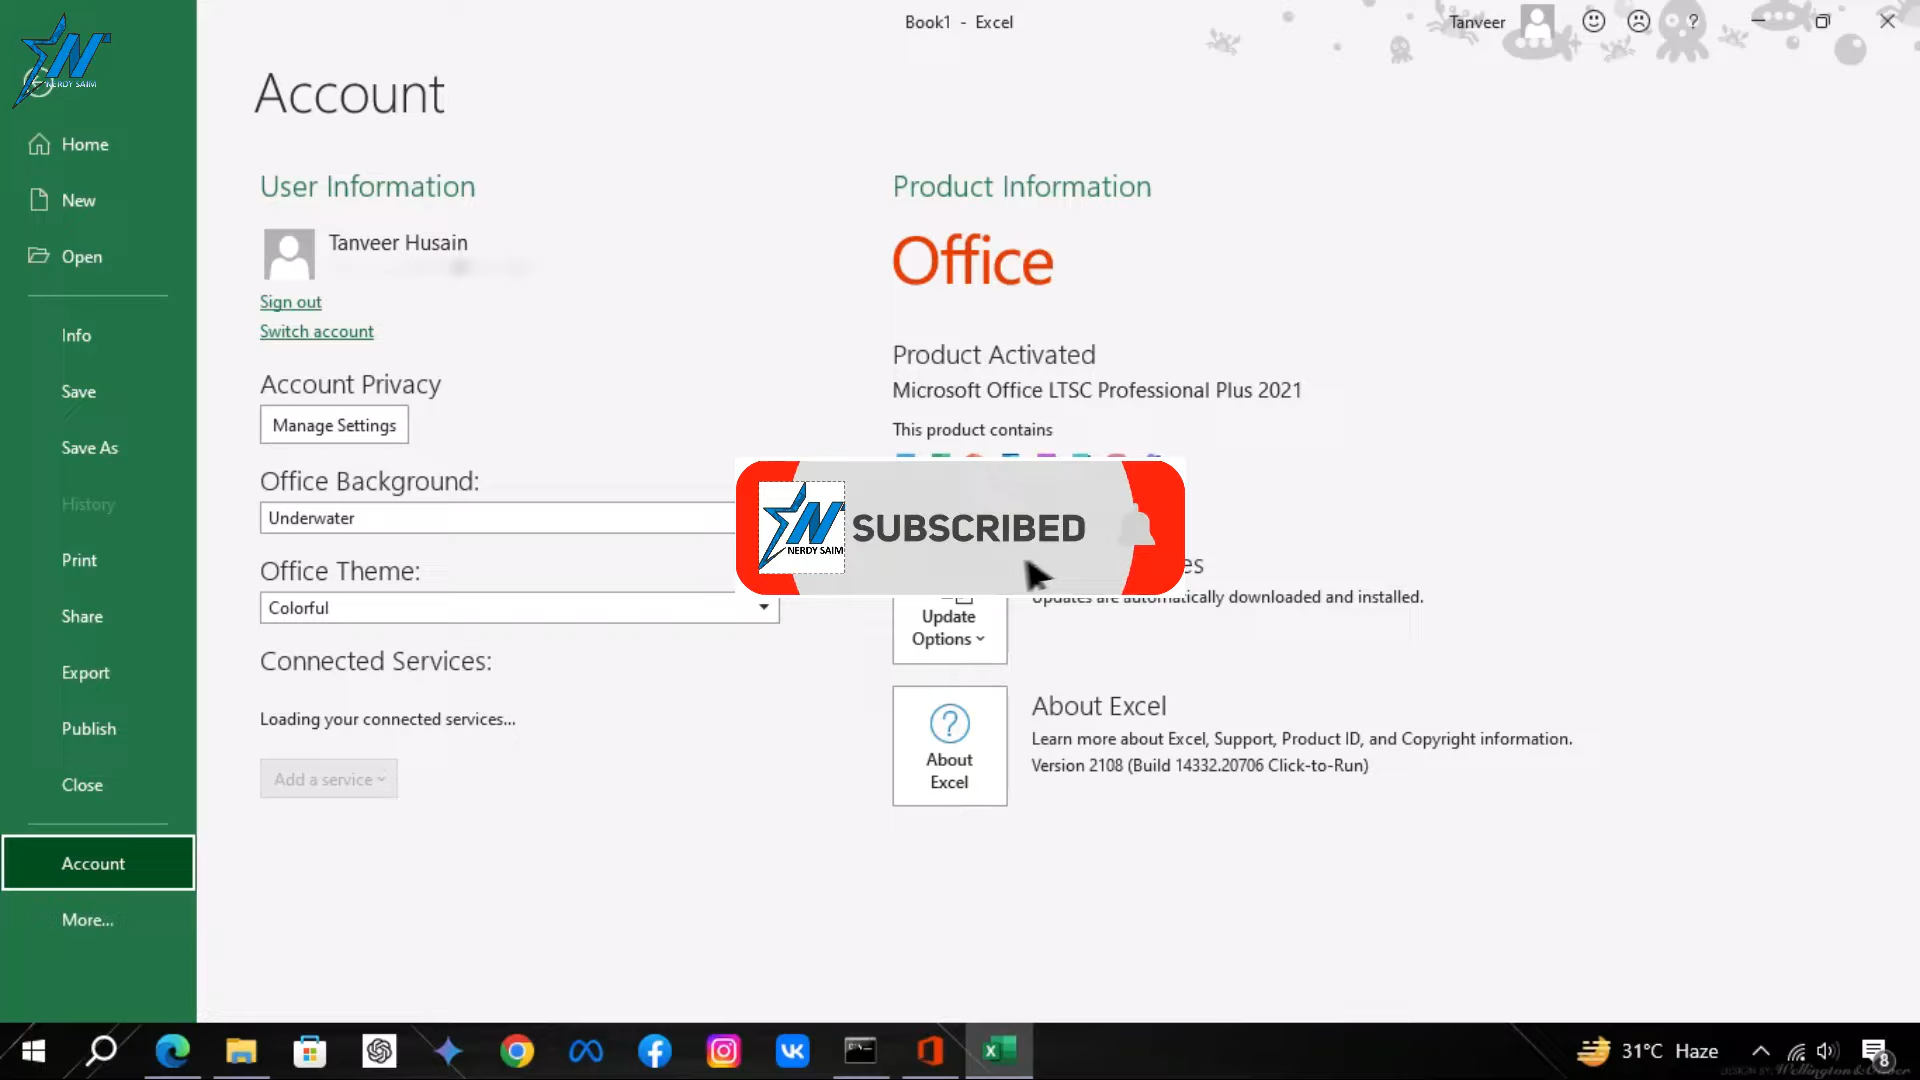 Book1 - Excel
Tanveer
?
NERDY SAIM
Account
Home
New
Open
Info
Save
Save As
History
Print
Share
Export
Publish
Close
Account
More...
User Information
Tanveer Husain
Sign out
Switch account
Account Privacy
Manage Settings
Office Background:
Underwater
Office Theme:
Colorful
Connected Services:
Loading your connected services...
Add a service
Product Information
Office
Product Activated
Microsoft Office LTSC Professional Plus 2021
This product contains
NERDY SAIM
SUBSCRIBED
es
Updates are automatically downloaded and installed.
Update
Options
About
Excel
About Excel
Learn more about Excel, Support, Product ID, and Copyright information.
Version 2108 (Build 14332.20706 Click-to-Run)
31°C Haze
8